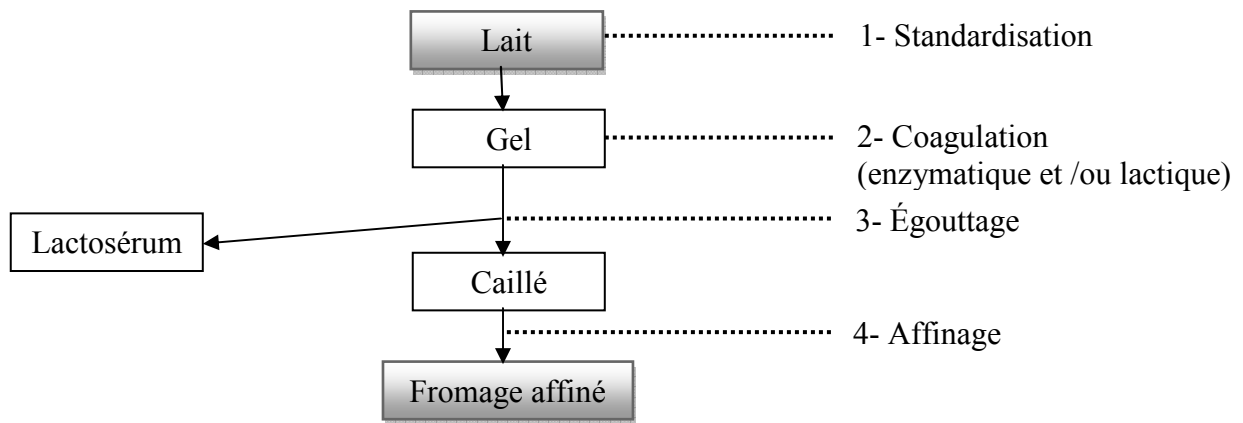 Lait
1- Standardisation
Gel
2- Coagulation
(enzymatique et /ou lactique)
3- Égouttage
Lactosérum
Caillé
4- Affinage
Fromage affiné